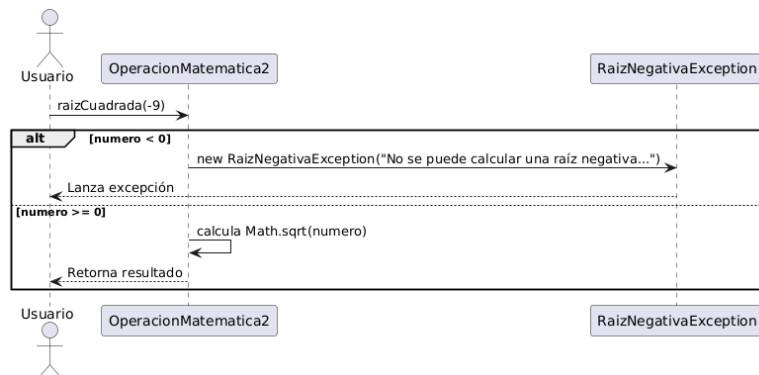 Usuario
OperacionMatematica2
RaizNegativaException
raizCuadrada(-9)
alt
[numero < 0]
new RaizNegativaException("No se puede calcular una raíz negativa...")
Lanza excepción
[numero >= 0]
calcula Math.sqrt(numero)
Retorna resultado
Usuario
OperacionMatematica2
RaizNegativaException